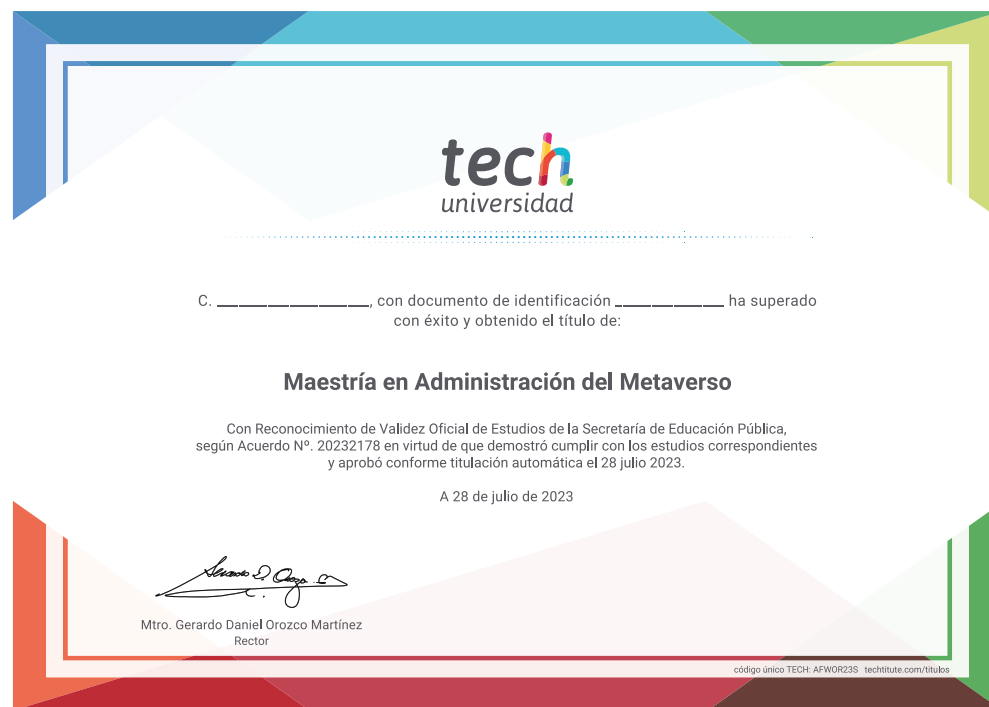 tech
universidad
C. ____________________, con documento de identificación ______________ ha superado
con éxito y obtenido el título de:
Maestría en Administración del Metaverso
Con Reconocimiento de Validez Oficial de Estudios de la Secretaría de Educación Pública,
según Acuerdo Nº. 20232178 en virtud de que demostró cumplir con los estudios correspondientes
y aprobó conforme titulación automática el 28 julio 2023.
A 28 de julio de 2023
Mtro. Gerardo Daniel Orozco Martínez
Rector
código único TECH: AFWOR23S techtitute.com/titulos